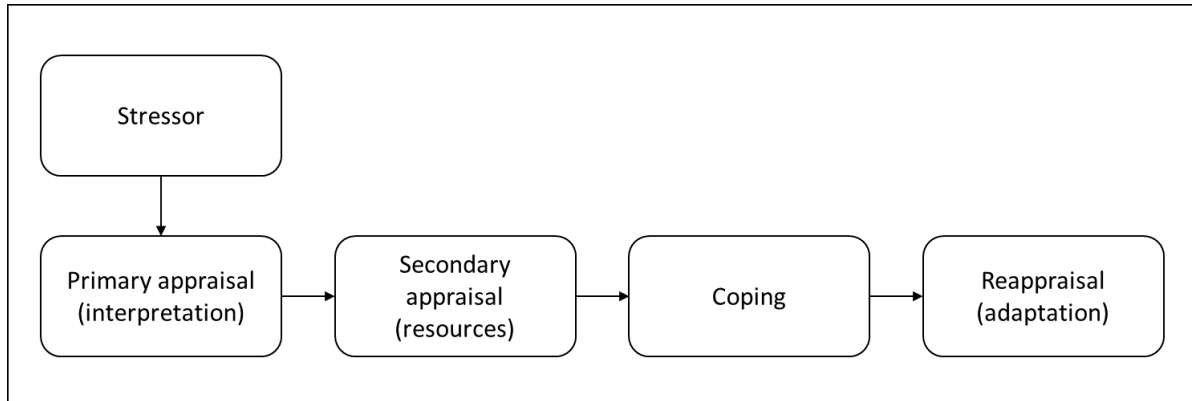 Stressor
Primary appraisal
(interpretation)
Secondary
appraisal
(resources)
Coping
Reappraisal
(adaptation)